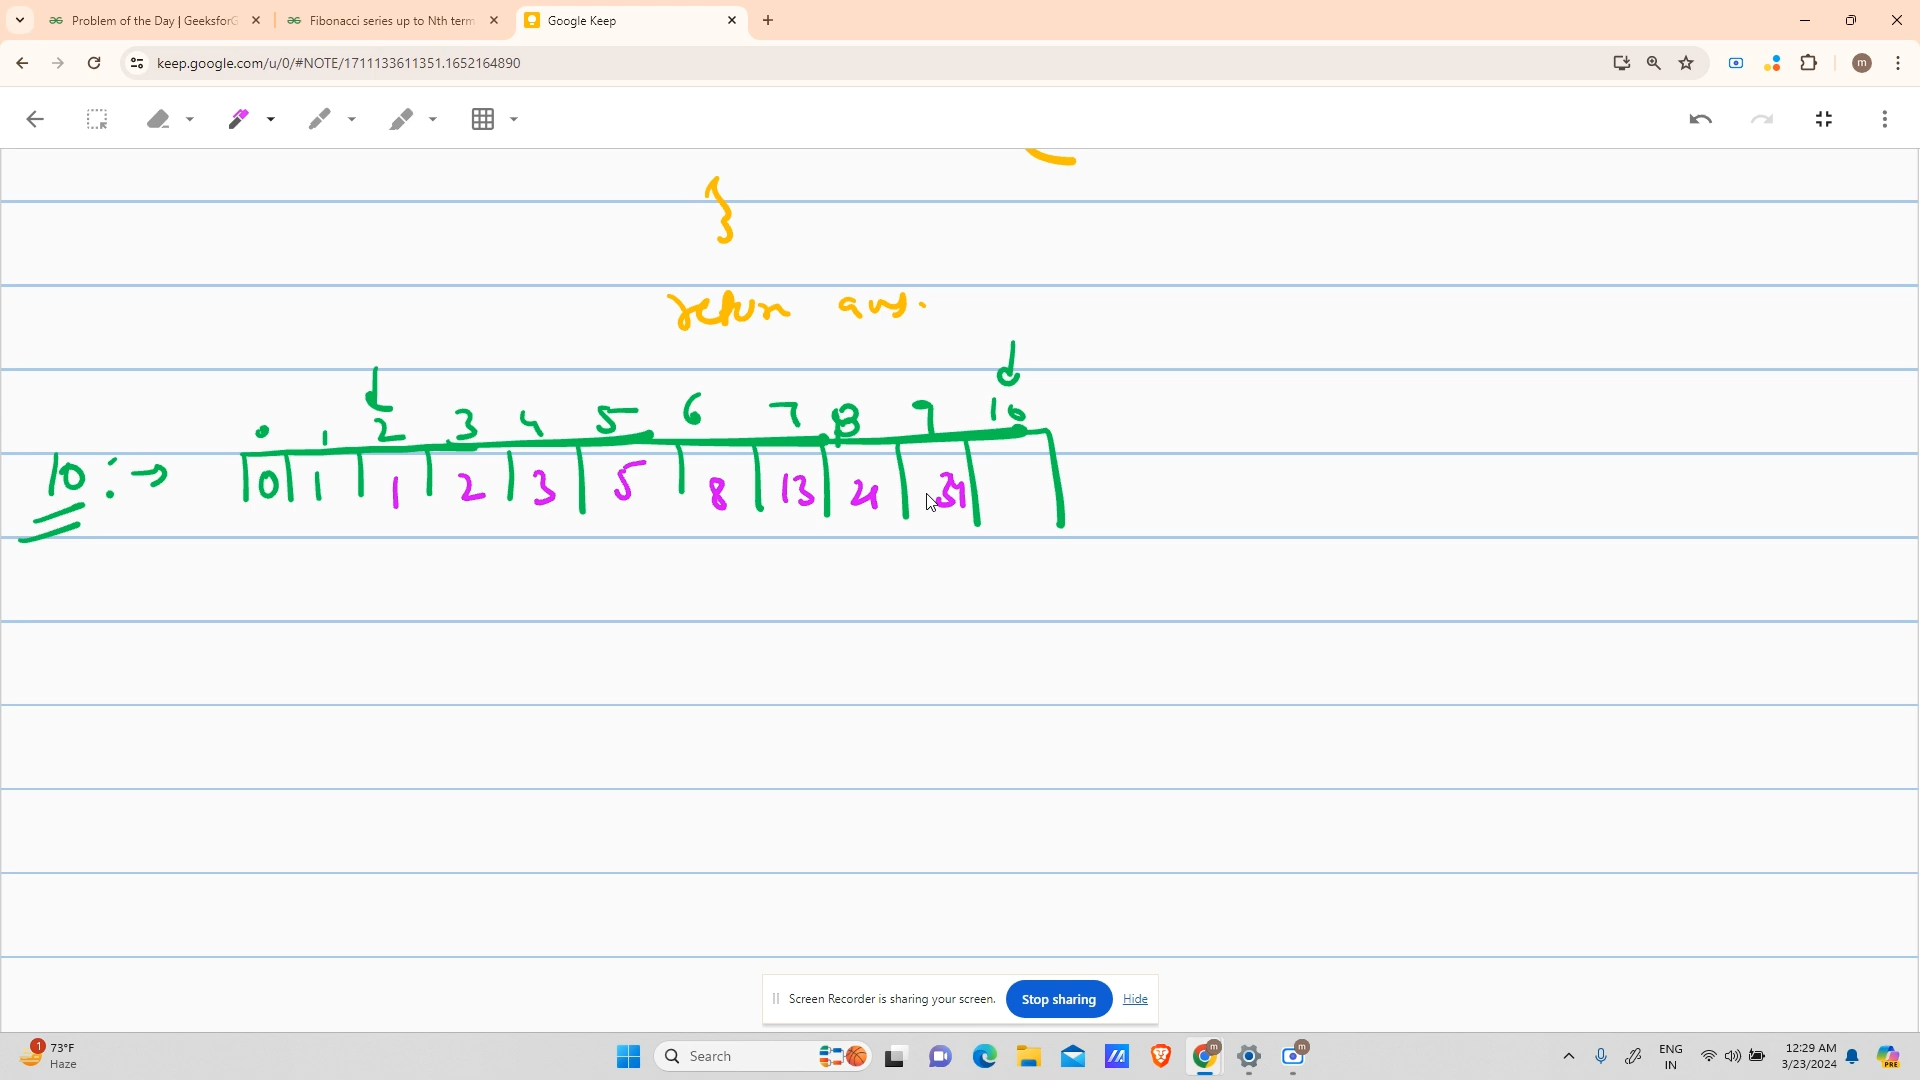 Problem of the Day | GeeksforG
Fibonacci series up to Nth term
Google Keep
keep.google.com/u/0/#NOTE/1711133611351.1652164890
m
}
return ans.
0 1 2 3 4 5 6 7 8 9 10
10 : → 0 1 1 2 3 5 8 13 21 34
Screen Recorder is sharing your screen. Stop sharing Hide
1
73°F
Haze
Search
m
m
ENG
IN
12:29 AM
3/23/2024
PRE